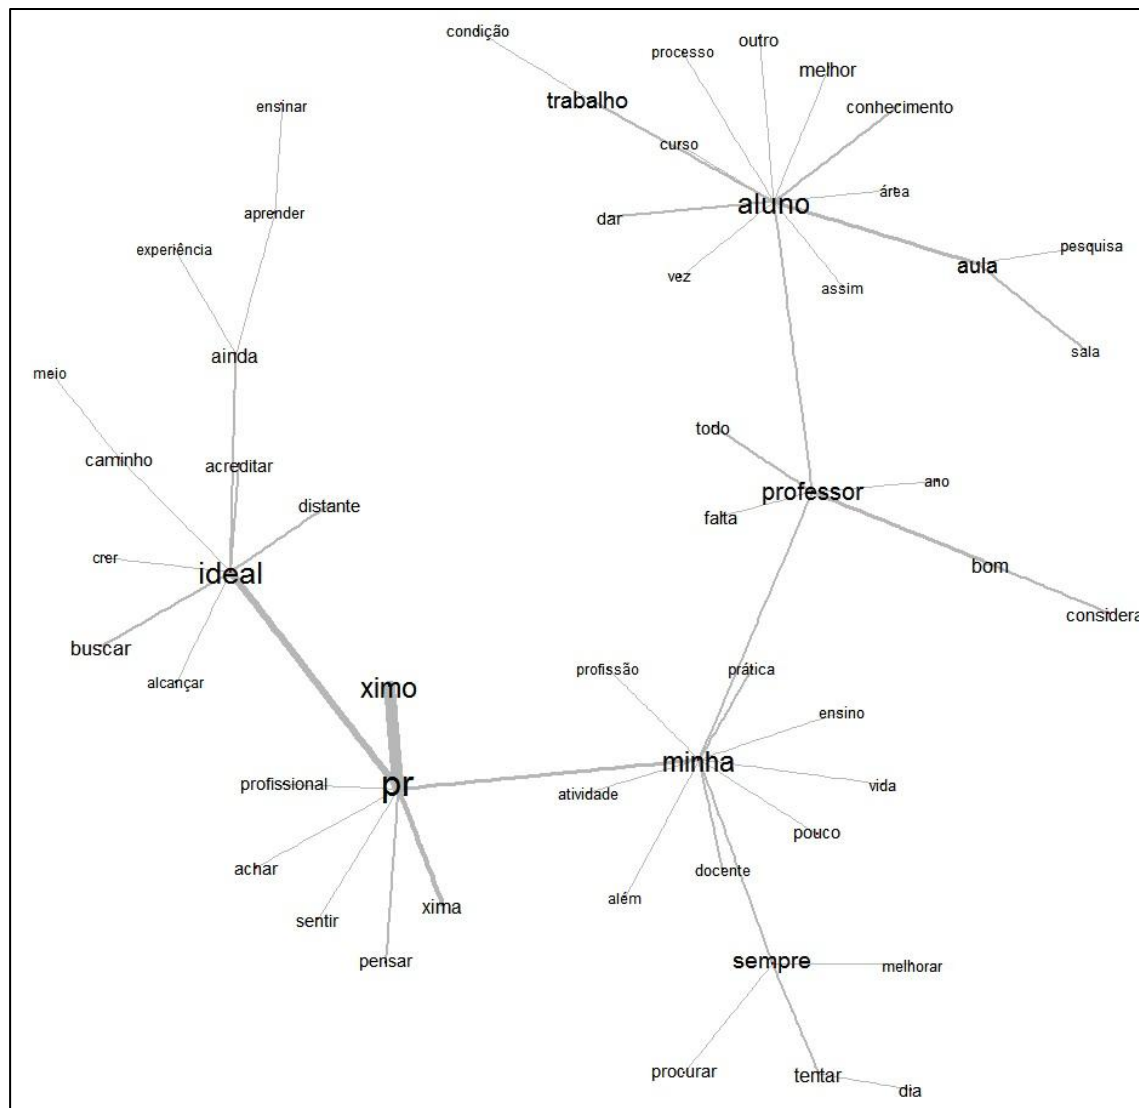 condição
outro
processo
melhor
trabalho
ensinar
conhecimento
curso
área
aluno
aprender
dar
pesquisa
experiência
aula
vez
assim
sala
ainda
meio
todo
caminho
acreditar
ano
professor
distante
falta
crer
bom
ideal
considera
buscar
prática
profissão
alcançar
ximo
ensino
minha
profissional
pr
vida
atividade
pouco
achar
docente
além
xima
sentir
pensar
sempre
melhorar
procurar
tentar
dia